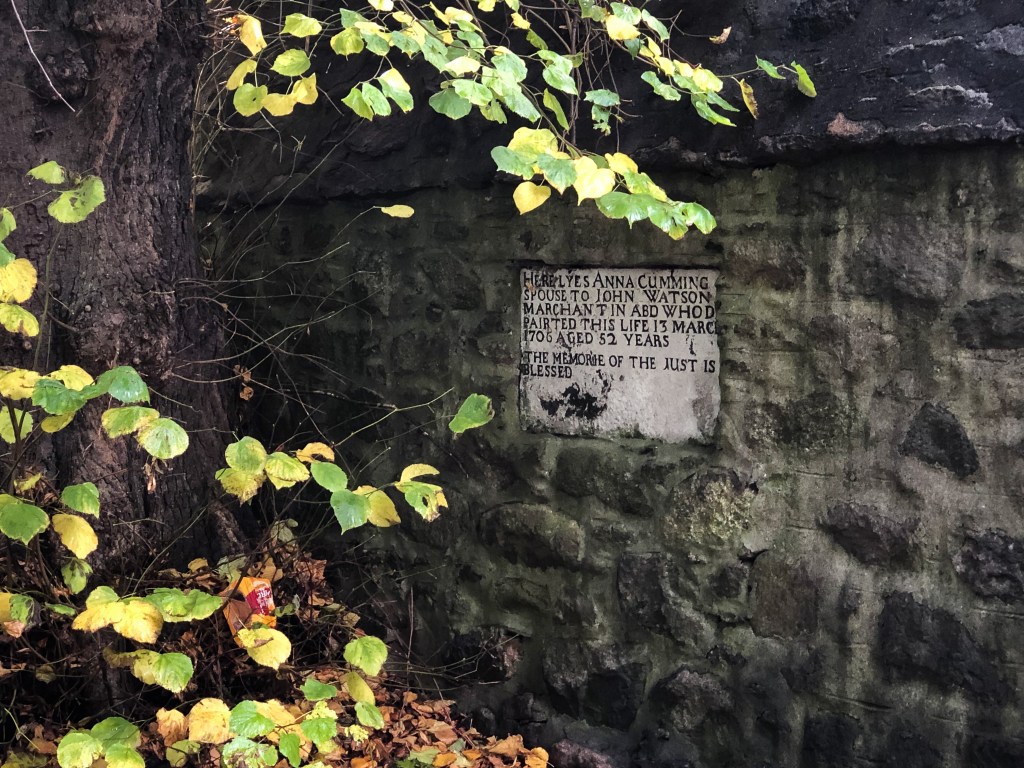 HERE LYES ANNA CUMMING
SPOUSE TO JOHN WATSON
MARCHANT IN ABD WHO D
PAIRTED THIS LIFE 13 MARC
1706 AGED 52 YEARS
THE MEMORIE OF THE JUST IS
BLESSED